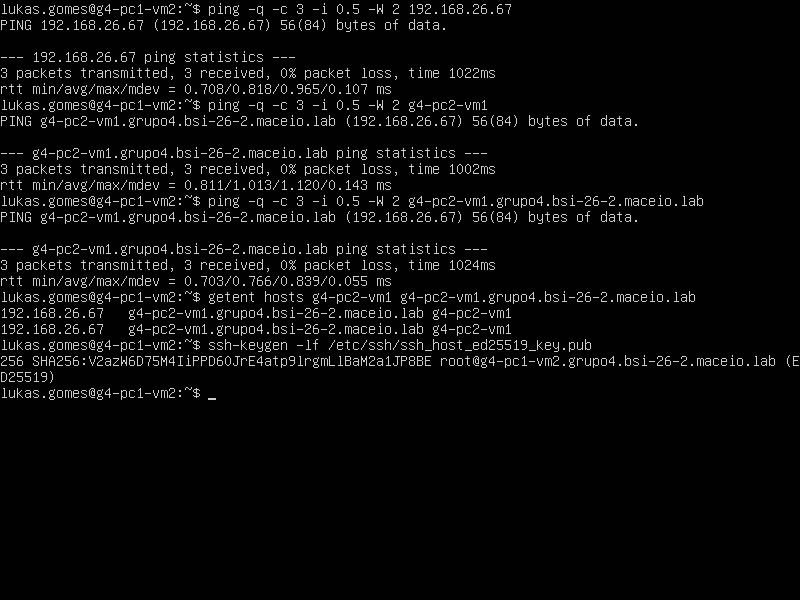 lukas.gomes@g4-pc1-vm2:~$ ping -q -c 3 -i 0.5 -W 2 192.168.26.67
PING 192.168.26.67 (192.168.26.67) 56(84) bytes of data.

--- 192.168.26.67 ping statistics ---
3 packets transmitted, 3 received, 0% packet loss, time 1022ms
rtt min/avg/max/mdev = 0.708/0.818/0.965/0.107 ms
lukas.gomes@g4-pc1-vm2:~$ ping -q -c 3 -i 0.5 -W 2 g4-pc2-vm1
PING g4-pc2-vm1.grupo4.bsi-26-2.maceio.lab (192.168.26.67) 56(84) bytes of data.

--- g4-pc2-vm1.grupo4.bsi-26-2.maceio.lab ping statistics ---
3 packets transmitted, 3 received, 0% packet loss, time 1002ms
rtt min/avg/max/mdev = 0.811/1.013/1.120/0.143 ms
lukas.gomes@g4-pc1-vm2:~$ ping -q -c 3 -i 0.5 -W 2 g4-pc2-vm1.grupo4.bsi-26-2.maceio.lab
PING g4-pc2-vm1.grupo4.bsi-26-2.maceio.lab (192.168.26.67) 56(84) bytes of data.

--- g4-pc2-vm1.grupo4.bsi-26-2.maceio.lab ping statistics ---
3 packets transmitted, 3 received, 0% packet loss, time 1024ms
rtt min/avg/max/mdev = 0.703/0.766/0.839/0.055 ms
lukas.gomes@g4-pc1-vm2:~$ getent hosts g4-pc2-vm1 g4-pc2-vm1.grupo4.bsi-26-2.maceio.lab
192.168.26.67   g4-pc2-vm1.grupo4.bsi-26-2.maceio.lab g4-pc2-vm1
192.168.26.67   g4-pc2-vm1.grupo4.bsi-26-2.maceio.lab g4-pc2-vm1
lukas.gomes@g4-pc1-vm2:~$ ssh-keygen -lf /etc/ssh/ssh_host_ed25519_key.pub
256 SHA256:V2azW6D75M4IiPPD60JrE4atp9lrgmLlBaM2a1JP8BE root@g4-pc1-vm2.grupo4.bsi-26-2.maceio.lab (E
D25519)
lukas.gomes@g4-pc1-vm2:~$ _